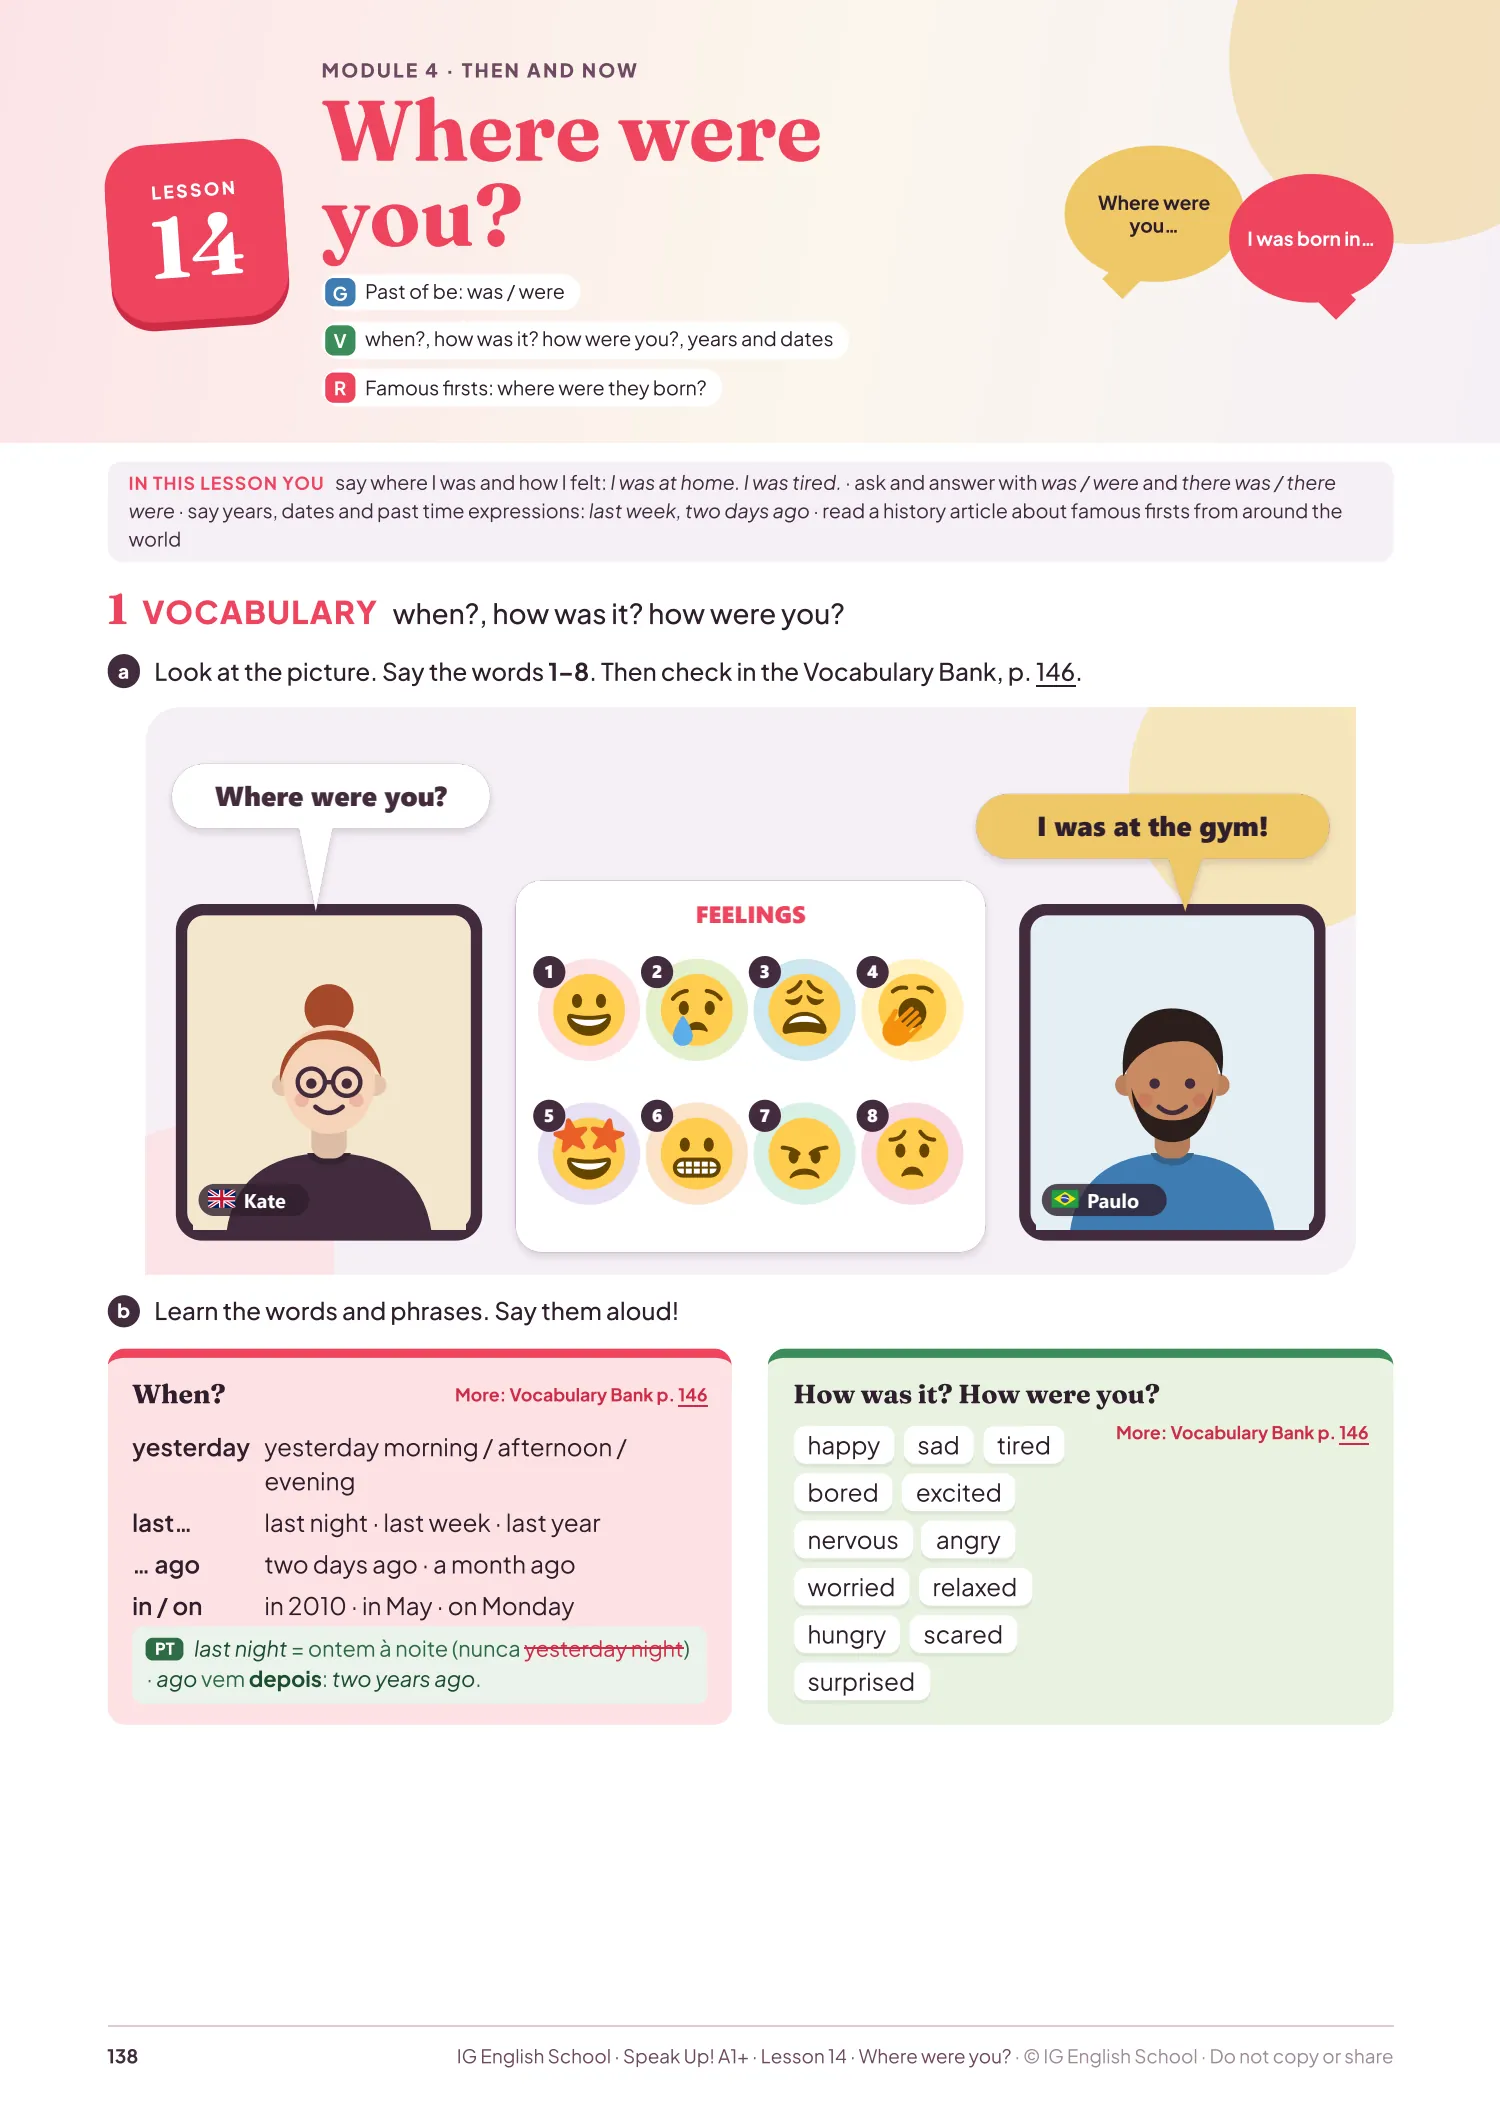 MODULE 4 · THEN AND NOW
Where were
you?
LESSON
14
G Past of be: was / were
V when?, how was it? how were you?, years and dates
R Famous firsts: where were they born?
Where were
you...
I was born in...
IN THIS LESSON YOU say where I was and how I felt: I was at home. I was tired. · ask and answer with was / were and there was / there
were · say years, dates and past time expressions: last week, two days ago · read a history article about famous firsts from around the
world
1 VOCABULARY when?, how was it? how were you?
a Look at the picture. Say the words 1–8. Then check in the Vocabulary Bank, p. 146.
Where were you?
I was at the gym!
FEELINGS
1 2 3 4
5 6 7 8
Kate
Paulo
b Learn the words and phrases. Say them aloud!
When? More: Vocabulary Bank p. 146
yesterday yesterday morning / afternoon /
evening
last... last night · last week · last year
... ago two days ago · a month ago
in / on in 2010 · in May · on Monday
PT last night = ontem à noite (nunca yesterday night)
· ago vem depois: two years ago.
How was it? How were you?
More: Vocabulary Bank p. 146
happy sad tired
bored excited
nervous angry
worried relaxed
hungry scared
surprised
138 IG English School · Speak Up! A1+ · Lesson 14 · Where were you? · © IG English School · Do not copy or share